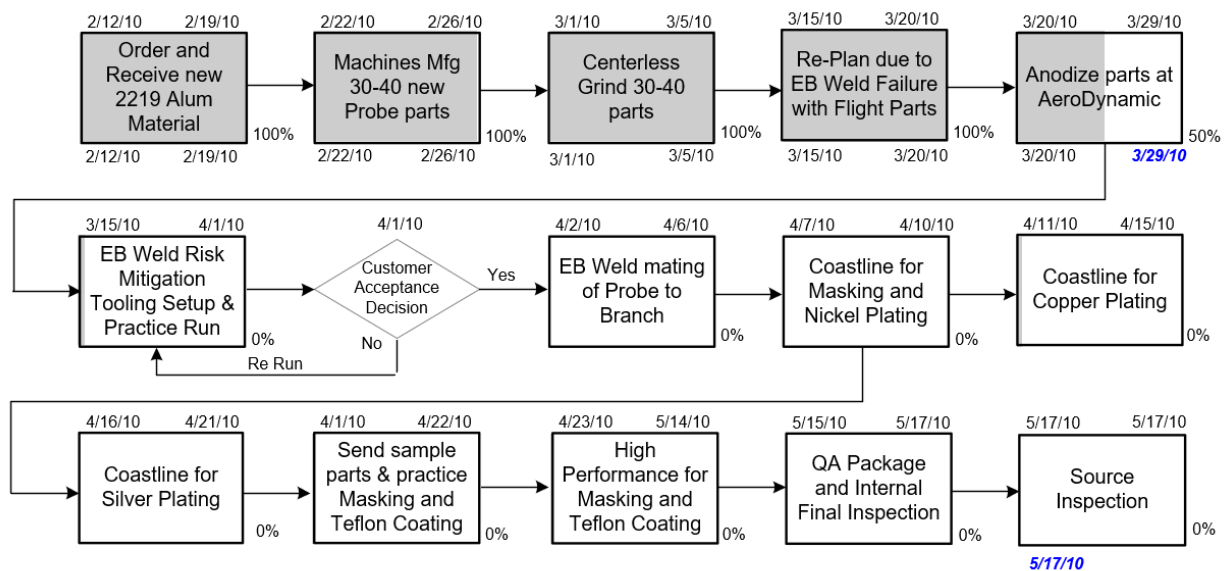 2/12/10 2/19/10 2/22/10 2/26/10 3/1/10 3/5/10 3/15/10 3/20/10 3/20/10 3/29/10
Order and
Receive new
2219 Alum
Material
100%
2/12/10 2/19/10
Machines Mfg
30-40 new
Probe parts
100%
2/22/10 2/26/10
Centerless
Grind 30-40
parts
100%
3/1/10 3/5/10
Re-Plan due to
EB Weld Failure
with Flight Parts
100%
3/15/10 3/20/10
Anodize parts at
AeroDynamic
50%
3/20/10 3/29/10
3/15/10 4/1/10
EB Weld Risk
Mitigation
Tooling Setup &
Practice Run
0%
4/1/10
Customer
Acceptance
Decision
Yes
No
Re Run
4/2/10 4/6/10
EB Weld mating
of Probe to
Branch
0%
4/7/10 4/10/10
Coastline for
Masking and
Nickel Plating
0%
4/11/10 4/15/10
Coastline for
Copper Plating
0%
4/16/10 4/21/10
Coastline for
Silver Plating
0%
4/1/10 4/22/10
Send sample
parts & practice
Masking and
Teflon Coating
0%
4/23/10 5/14/10
High
Performance for
Masking and
Teflon Coating
0%
5/15/10 5/17/10
QA Package
and Internal
Final Inspection
0%
5/17/10 5/17/10
Source
Inspection
0%
5/17/10